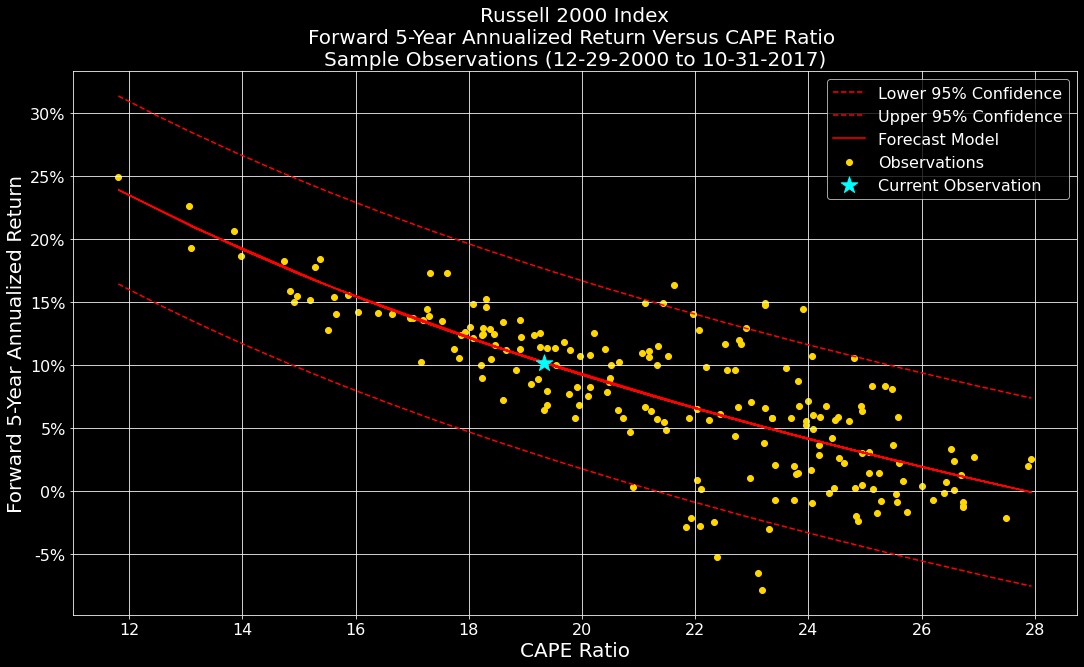 Russell 2000 Index
Forward 5-Year Annualized Return Versus CAPE Ratio
Sample Observations (12-29-2000 to 10-31-2017)
Lower 95% Confidence
Upper 95% Confidence
Forecast Model
Observations
Current Observation
Forward 5-Year Annualized Return
30%
25%
20%
15%
10%
5%
0%
-5%
12 14 16 18 20 22 24 26 28
CAPE Ratio